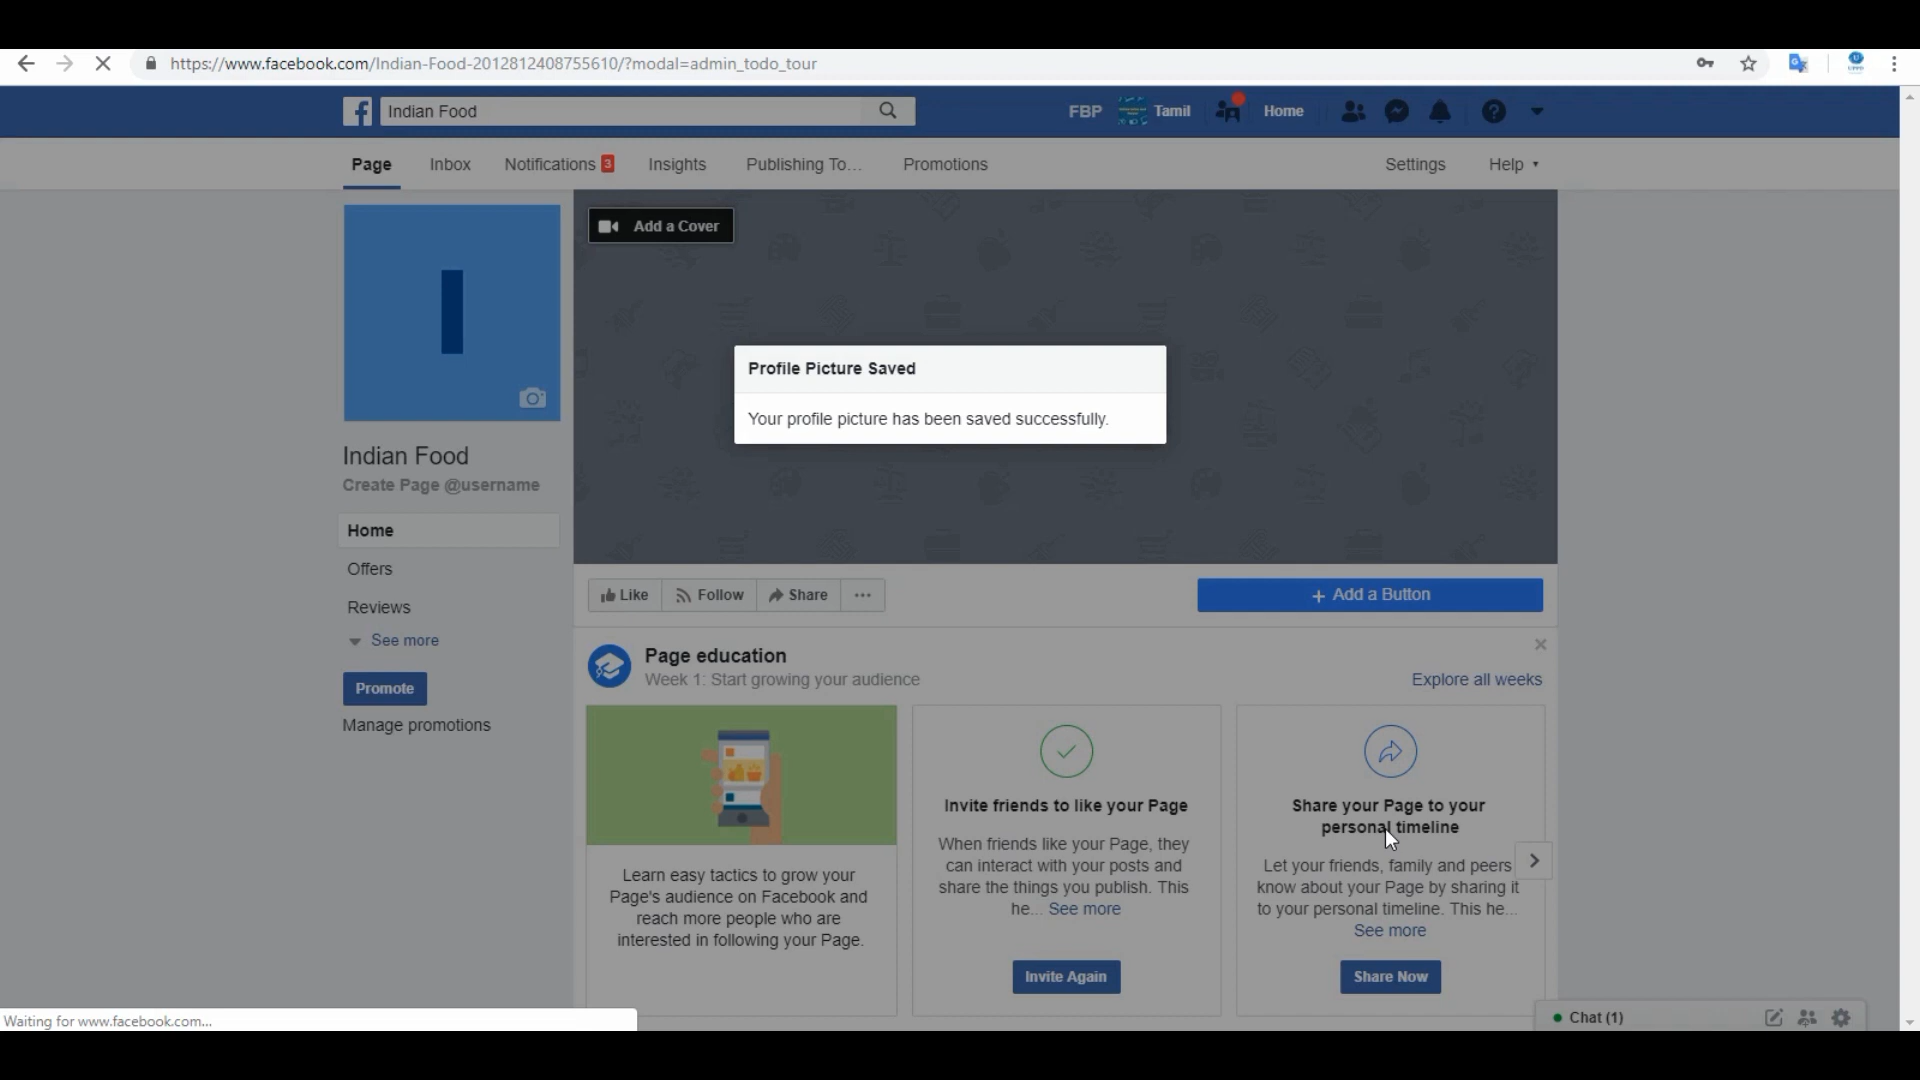 https://www.facebook.com/Indian-Food-2012812408755610/?modal=admin_todo_tour
Indian Food
FBP
Tamil
Home
Page
Inbox
Notifications 3
Insights
Publishing To...
Promotions
Settings
Help
Add a Cover
I
Profile Picture Saved
Your profile picture has been saved successfully.
Indian Food
Create Page @username
Home
Offers
Reviews
See more
Promote
Manage promotions
Like
Follow
Share
...
+ Add a Button
Page education
Week 1: Start growing your audience
Explore all weeks
Learn easy tactics to grow your
Page's audience on Facebook and
reach more people who are
interested in following your Page.
Invite friends to like your Page
When friends like your Page, they
can interact with your posts and
share the things you publish. This
he... See more
Invite Again
Share your Page to your
personal timeline
Let your friends, family and peers
know about your Page by sharing it
to your personal timeline. This he...
See more
Share Now
Waiting for www.facebook.com...
Chat (1)